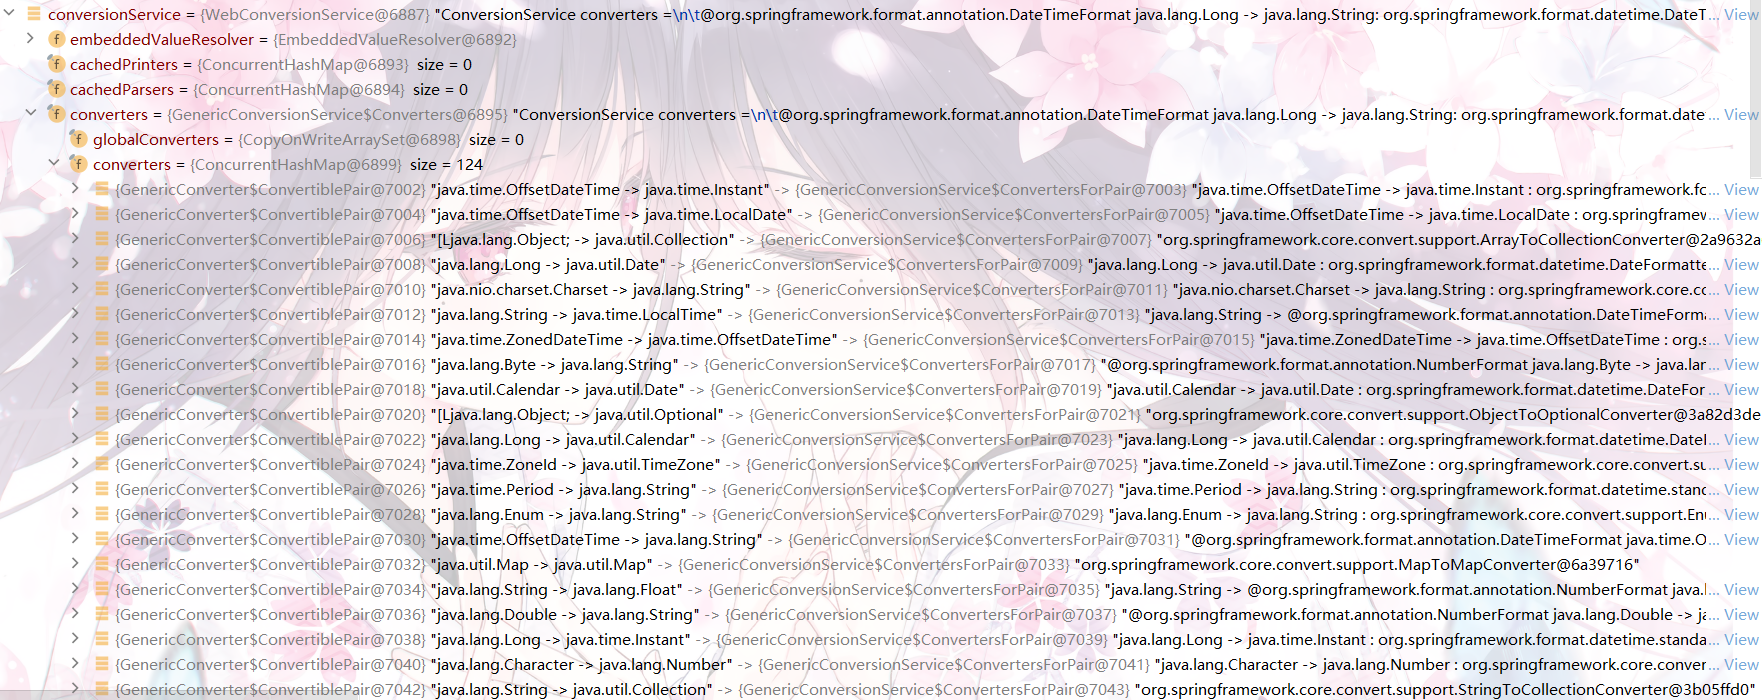 conversionService = {WebConversionService@6887} "ConversionService converters =\n\t@org.springframework.format.annotation.DateTimeFormat java.lang.Long -> java.lang.String: org.springframework.format.datetime.DateT... View
embeddedValueResolver = {EmbeddedValueResolver@6892}
cachedPrinters = {ConcurrentHashMap@6893} size = 0
cachedParsers = {ConcurrentHashMap@6894} size = 0
converters = {GenericConversionService$Converters@6895} "ConversionService converters =\n\t@org.springframework.format.annotation.DateTimeFormat java.lang.Long -> java.lang.String: org.springframework.format.date... View
globalConverters = {CopyOnWriteArraySet@6898} size = 0
converters = {ConcurrentHashMap@6899} size = 124
{GenericConverter$ConvertiblePair@7002} "java.time.OffsetDateTime -> java.time.Instant" -> {GenericConversionService$ConvertersForPair@7003} "java.time.OffsetDateTime -> java.time.Instant : org.springframework.fc... View
{GenericConverter$ConvertiblePair@7004} "java.time.OffsetDateTime -> java.time.LocalDate" -> {GenericConversionService$ConvertersForPair@7005} "java.time.OffsetDateTime -> java.time.LocalDate : org.springframew... View
{GenericConverter$ConvertiblePair@7006} "[Ljava.lang.Object; -> java.util.Collection" -> {GenericConversionService$ConvertersForPair@7007} "org.springframework.core.convert.support.ArrayToCollectionConverter@2a9632a
{GenericConverter$ConvertiblePair@7008} "java.lang.Long -> java.util.Date" -> {GenericConversionService$ConvertersForPair@7009} "java.lang.Long -> java.util.Date : org.springframework.format.datetime.DateFormatte... View
{GenericConverter$ConvertiblePair@7010} "java.nio.charset.Charset -> java.lang.String" -> {GenericConversionService$ConvertersForPair@7011} "java.nio.charset.Charset -> java.lang.String : org.springframework.core.cc... View
{GenericConverter$ConvertiblePair@7012} "java.lang.String -> java.time.LocalTime" -> {GenericConversionService$ConvertersForPair@7013} "java.lang.String -> @org.springframework.format.annotation.DateTimeForma... View
{GenericConverter$ConvertiblePair@7014} "java.time.ZonedDateTime -> java.time.OffsetDateTime" -> {GenericConversionService$ConvertersForPair@7015} "java.time.ZonedDateTime -> java.time.OffsetDateTime : org.s... View
{GenericConverter$ConvertiblePair@7016} "java.lang.Byte -> java.lang.String" -> {GenericConversionService$ConvertersForPair@7017} "@org.springframework.format.annotation.NumberFormat java.lang.Byte -> java.lar... View
{GenericConverter$ConvertiblePair@7018} "java.util.Calendar -> java.util.Date" -> {GenericConversionService$ConvertersForPair@7019} "java.util.Calendar -> java.util.Date : org.springframework.format.datetime.DateFor... View
{GenericConverter$ConvertiblePair@7020} "[Ljava.lang.Object; -> java.util.Optional" -> {GenericConversionService$ConvertersForPair@7021} "org.springframework.core.convert.support.ObjectToOptionalConverter@3a82d3de
{GenericConverter$ConvertiblePair@7022} "java.lang.Long -> java.util.Calendar" -> {GenericConversionService$ConvertersForPair@7023} "java.lang.Long -> java.util.Calendar : org.springframework.format.datetime.Datel... View
{GenericConverter$ConvertiblePair@7024} "java.time.ZoneId -> java.util.TimeZone" -> {GenericConversionService$ConvertersForPair@7025} "java.time.ZoneId -> java.util.TimeZone : org.springframework.core.convert.su... View
{GenericConverter$ConvertiblePair@7026} "java.time.Period -> java.lang.String" -> {GenericConversionService$ConvertersForPair@7027} "java.time.Period -> java.lang.String : org.springframework.format.datetime.stanc... View
{GenericConverter$ConvertiblePair@7028} "java.lang.Enum -> java.lang.String" -> {GenericConversionService$ConvertersForPair@7029} "java.lang.Enum -> java.lang.String : org.springframework.core.convert.support.Enu... View
{GenericConverter$ConvertiblePair@7030} "java.time.OffsetDateTime -> java.lang.String" -> {GenericConversionService$ConvertersForPair@7031} "@org.springframework.format.annotation.DateTimeFormat java.time.O... View
{GenericConverter$ConvertiblePair@7032} "java.util.Map -> java.util.Map" -> {GenericConversionService$ConvertersForPair@7033} "org.springframework.core.convert.support.MapToMapConverter@6a39716"
{GenericConverter$ConvertiblePair@7034} "java.lang.String -> java.lang.Float" -> {GenericConversionService$ConvertersForPair@7035} "java.lang.String -> @org.springframework.format.annotation.NumberFormat java.l... View
{GenericConverter$ConvertiblePair@7036} "java.lang.Double -> java.lang.String" -> {GenericConversionService$ConvertersForPair@7037} "@org.springframework.format.annotation.NumberFormat java.lang.Double -> ja... View
{GenericConverter$ConvertiblePair@7038} "java.lang.Long -> java.time.Instant" -> {GenericConversionService$ConvertersForPair@7039} "java.lang.Long -> java.time.Instant : org.springframework.format.datetime.standa... View
{GenericConverter$ConvertiblePair@7040} "java.lang.Character -> java.lang.Number" -> {GenericConversionService$ConvertersForPair@7041} "java.lang.Character -> java.lang.Number : org.springframework.core.conver... View
{GenericConverter$ConvertiblePair@7042} "java.lang.String -> java.util.Collection" -> {GenericConversionService$ConvertersForPair@7043} "org.springframework.core.convert.support.StringToCollectionConverter@3b05ffd0"